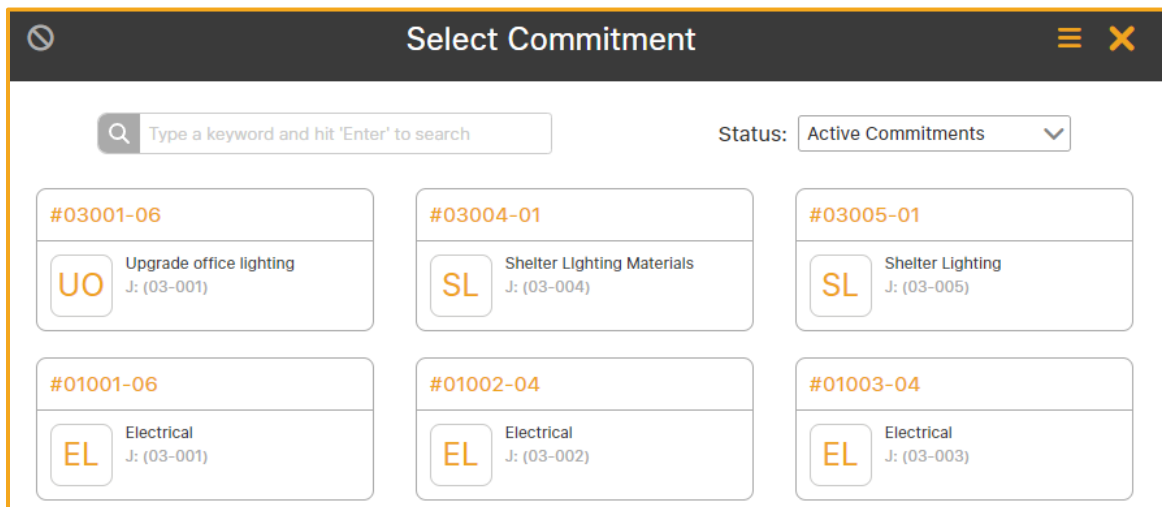 Select Commitment
Type a keyword and hit 'Enter' to search
Status: Active Commitments
#03001-06
UO
Upgrade office lighting
J: (03-001)
#03004-01
SL
Shelter LIghting Materials
J: (03-004)
#03005-01
SL
Shelter Lighting
J: (03-005)
#01001-06
EL
Electrical
J: (03-001)
#01002-04
EL
Electrical
J: (03-002)
#01003-04
EL
Electrical
J: (03-003)